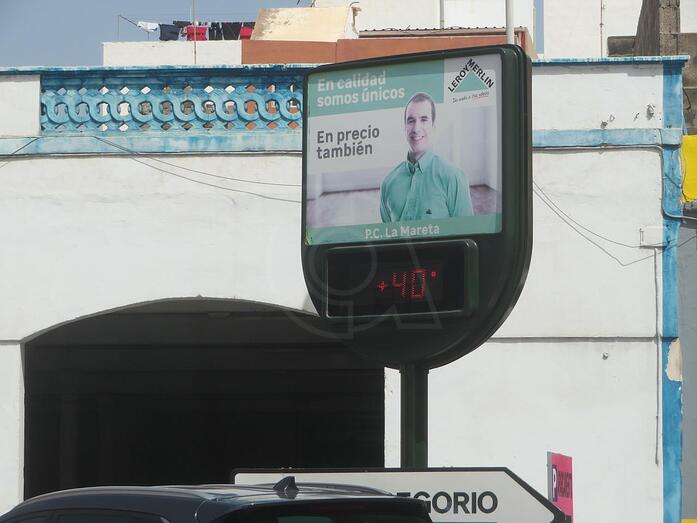 En calidad
somos únicos
En precio
también
LEROY MERLIN
P.C. La Mareta
+40°
EGORIO
P